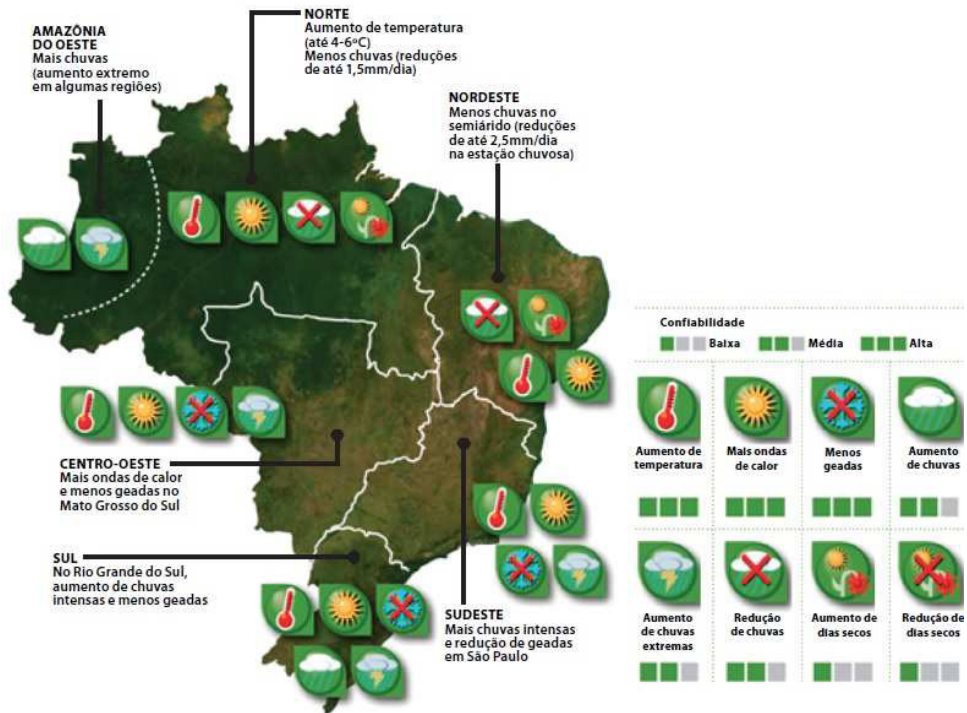 AMAZÔNIA
DO OESTE
Mais chuvas
(aumento extremo
em algumas regiões)
NORTE
Aumento de temperatura
(até 4-6ºC)
Menos chuvas (reduções
de até 1,5mm/dia)
NORDESTE
Menos chuvas no
semiárido (reduções
de até 2,5mm/dia
na estação chuvosa)
CENTRO-OESTE
Mais ondas de calor
e menos geadas no
Mato Grosso do Sul
SUL
No Rio Grande do Sul,
aumento de chuvas
intensas e menos geadas
SUDESTE
Mais chuvas intensas
e redução de geadas
em São Paulo
Confiabilidade
Baixa Média Alta
Aumento de
temperatura
Mais ondas
de calor
Menos
geadas
Aumento
de chuvas
Aumento
de chuvas
extremas
Redução
de chuvas
Aumento de
dias secos
Redução de
dias secos